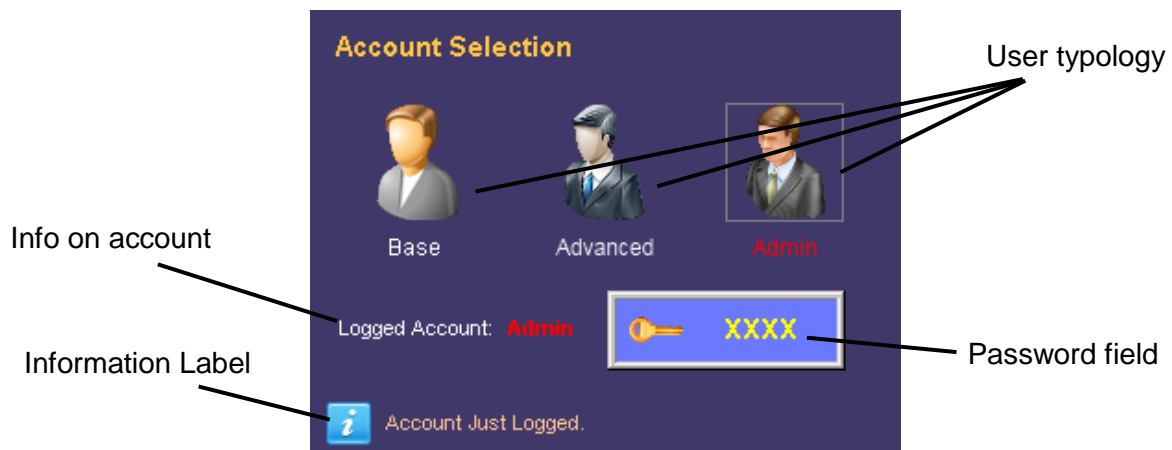 Account Selection
User typology
Base
Advanced
Admin
Info on account
Logged Account: Admin
XXXX
Password field
Information Label
i
Account Just Logged.